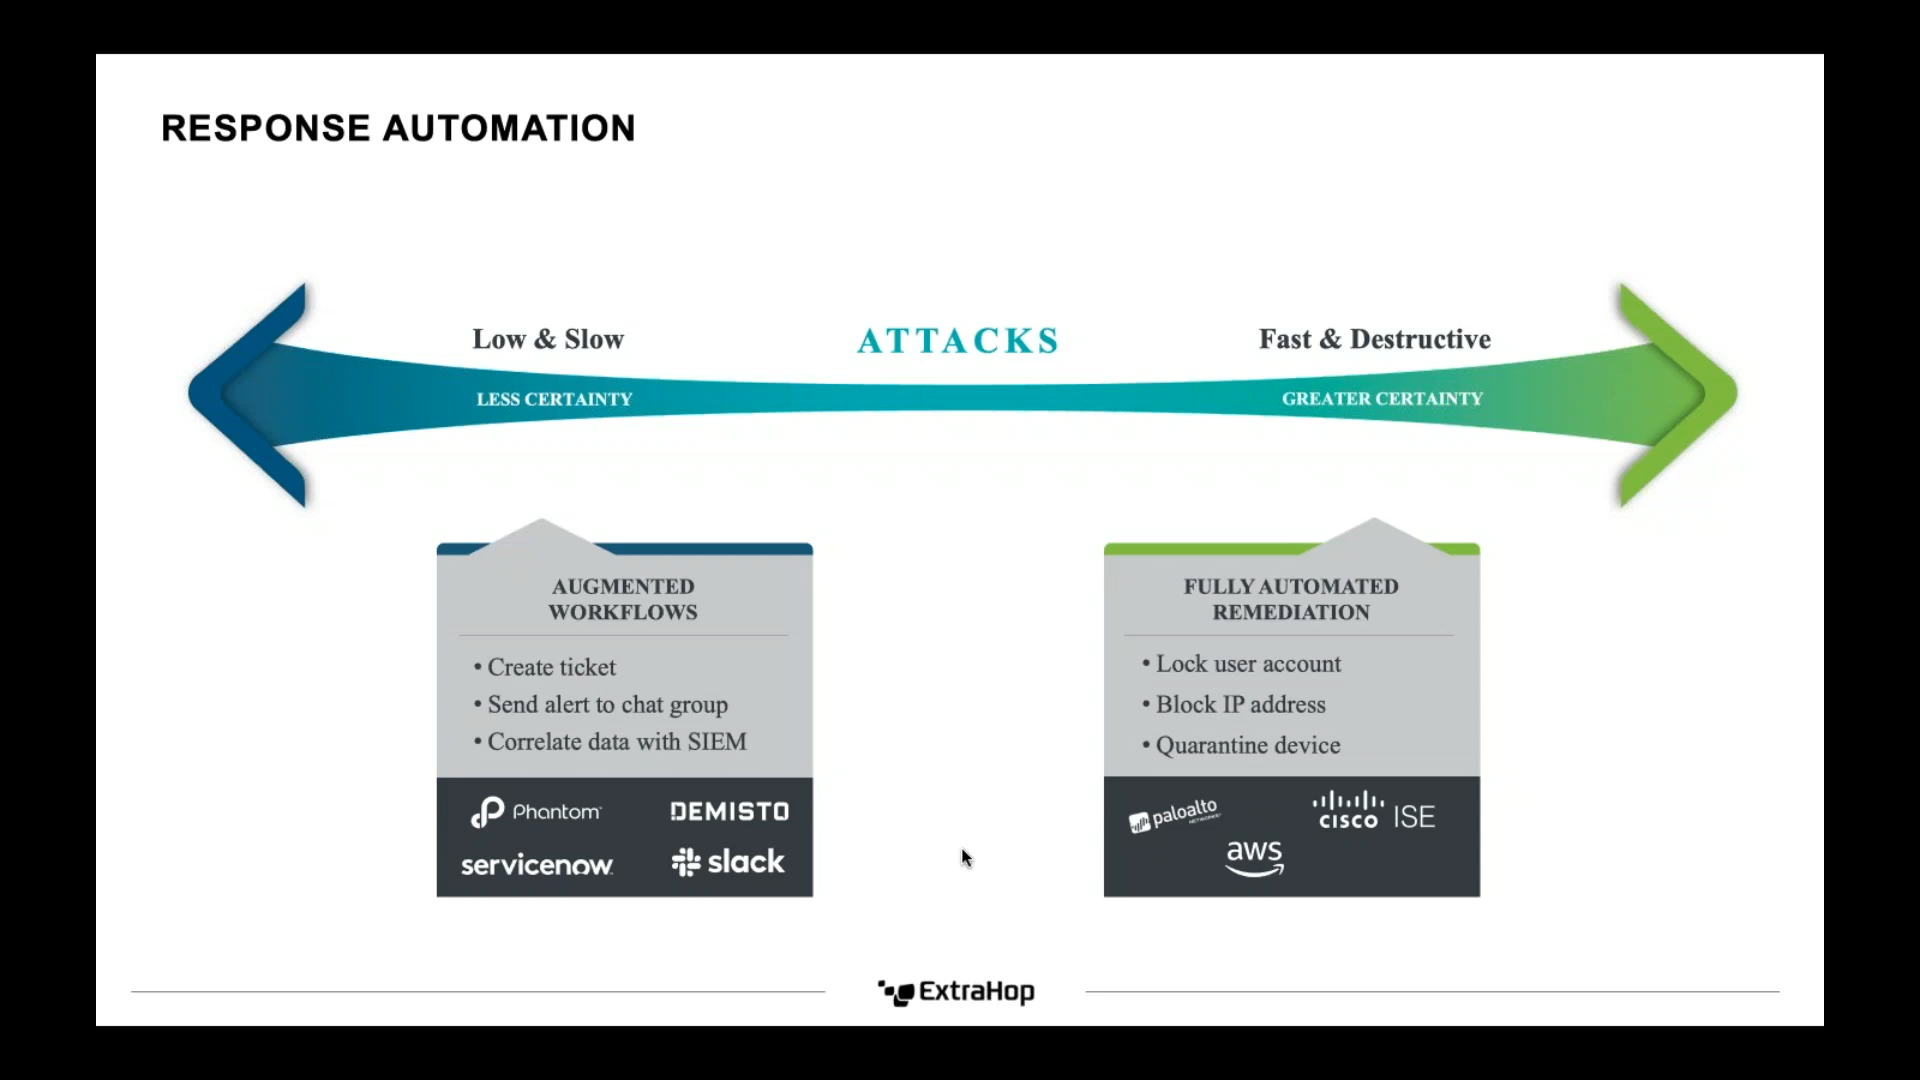 RESPONSE AUTOMATION
Low & Slow
ATTACKS
Fast & Destructive
LESS CERTAINTY
GREATER CERTAINTY
AUGMENTED
WORKFLOWS
• Create ticket
• Send alert to chat group
• Correlate data with SIEM
Phantom
DEMISTO
servicenow
slack
FULLY AUTOMATED
REMEDIATION
• Lock user account
• Block IP address
• Quarantine device
paloalto
NETWORKS
cisco ISE
aws
ExtraHop